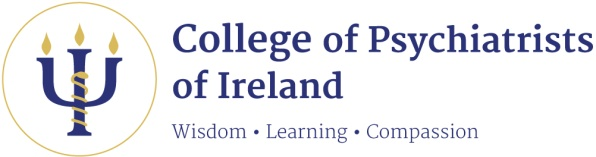 College of Psychiatrists
of Ireland
Wisdom • Learning • Compassion